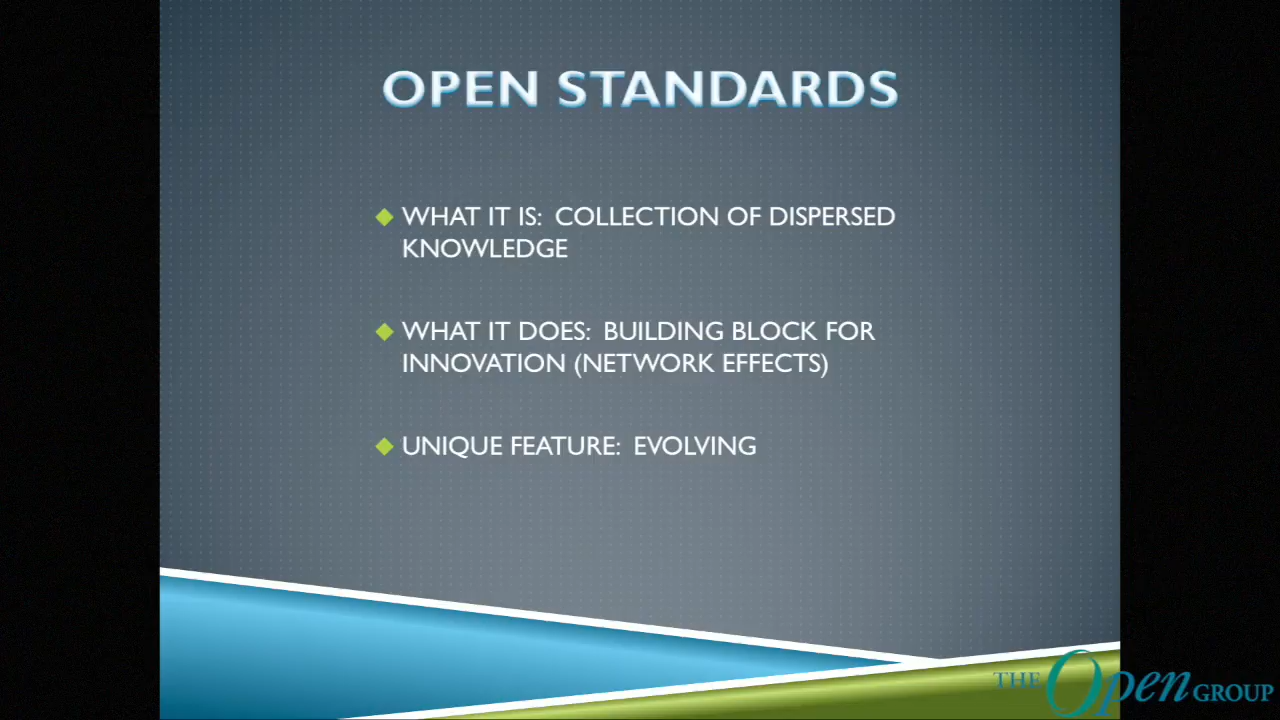 OPEN STANDARDS
WHAT IT IS: COLLECTION OF DISPERSED
KNOWLEDGE
WHAT IT DOES: BUILDING BLOCK FOR
INNOVATION (NETWORK EFFECTS)
UNIQUE FEATURE: EVOLVING
THE Open GROUP